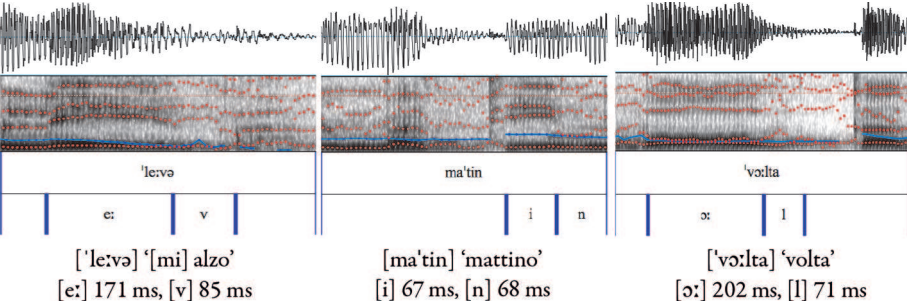 ˈleːvə
maˈtin
ˈvɔːlta
eː v
i n
ɔː l
[ˈleːvə] ‘[mi] alzo’
[eː] 171 ms, [v] 85 ms
[maˈtin] ‘mattino’
[i] 67 ms, [n] 68 ms
[ˈvɔːlta] ‘volta’
[ɔː] 202 ms, [l] 71 ms